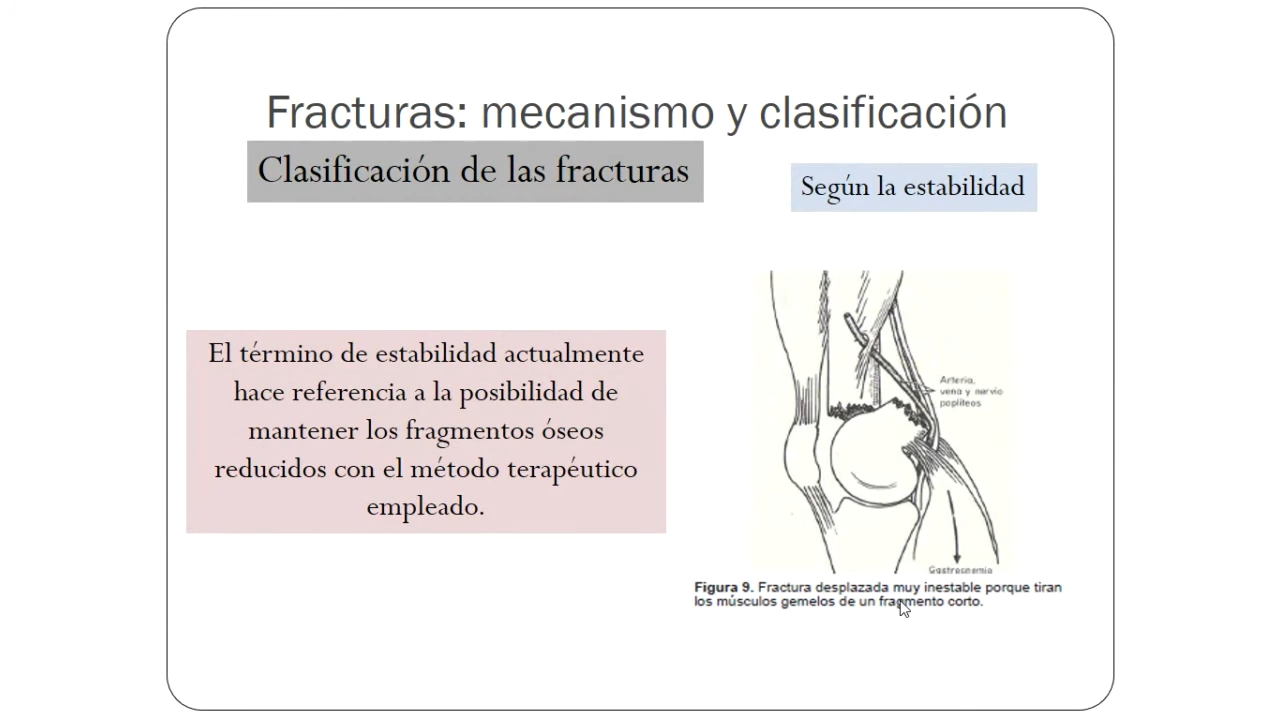 Fracturas: mecanismo y clasificación
Clasificación de las fracturas
Según la estabilidad
El término de estabilidad actualmente
hace referencia a la posibilidad de
mantener los fragmentos óseos
reducidos con el método terapéutico
empleado.
Arteria,
vena y nervio
poplíteos
Gastrocnemio
Figura 9. Fractura desplazada muy inestable porque tiran
los músculos gemelos de un fragmento corto.